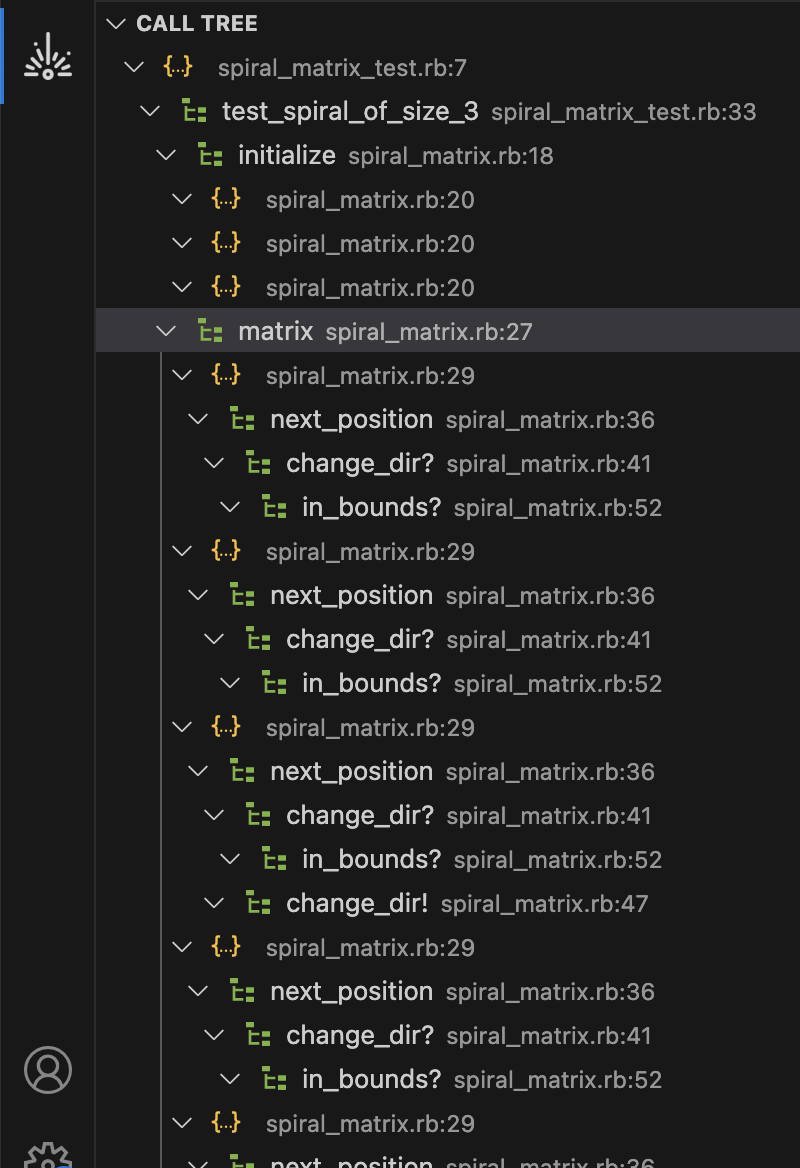 CALL TREE
{..} spiral_matrix_test.rb:7
test_spiral_of_size_3 spiral_matrix_test.rb:33
initialize spiral_matrix.rb:18
{..} spiral_matrix.rb:20
{..} spiral_matrix.rb:20
{..} spiral_matrix.rb:20
matrix spiral_matrix.rb:27
{..} spiral_matrix.rb:29
next_position spiral_matrix.rb:36
change_dir? spiral_matrix.rb:41
in_bounds? spiral_matrix.rb:52
{..} spiral_matrix.rb:29
next_position spiral_matrix.rb:36
change_dir? spiral_matrix.rb:41
in_bounds? spiral_matrix.rb:52
{..} spiral_matrix.rb:29
next_position spiral_matrix.rb:36
change_dir? spiral_matrix.rb:41
in_bounds? spiral_matrix.rb:52
change_dir! spiral_matrix.rb:47
{..} spiral_matrix.rb:29
next_position spiral_matrix.rb:36
change_dir? spiral_matrix.rb:41
in_bounds? spiral_matrix.rb:52
{..} spiral_matrix.rb:29
next_position spiral_matrix.rb:36